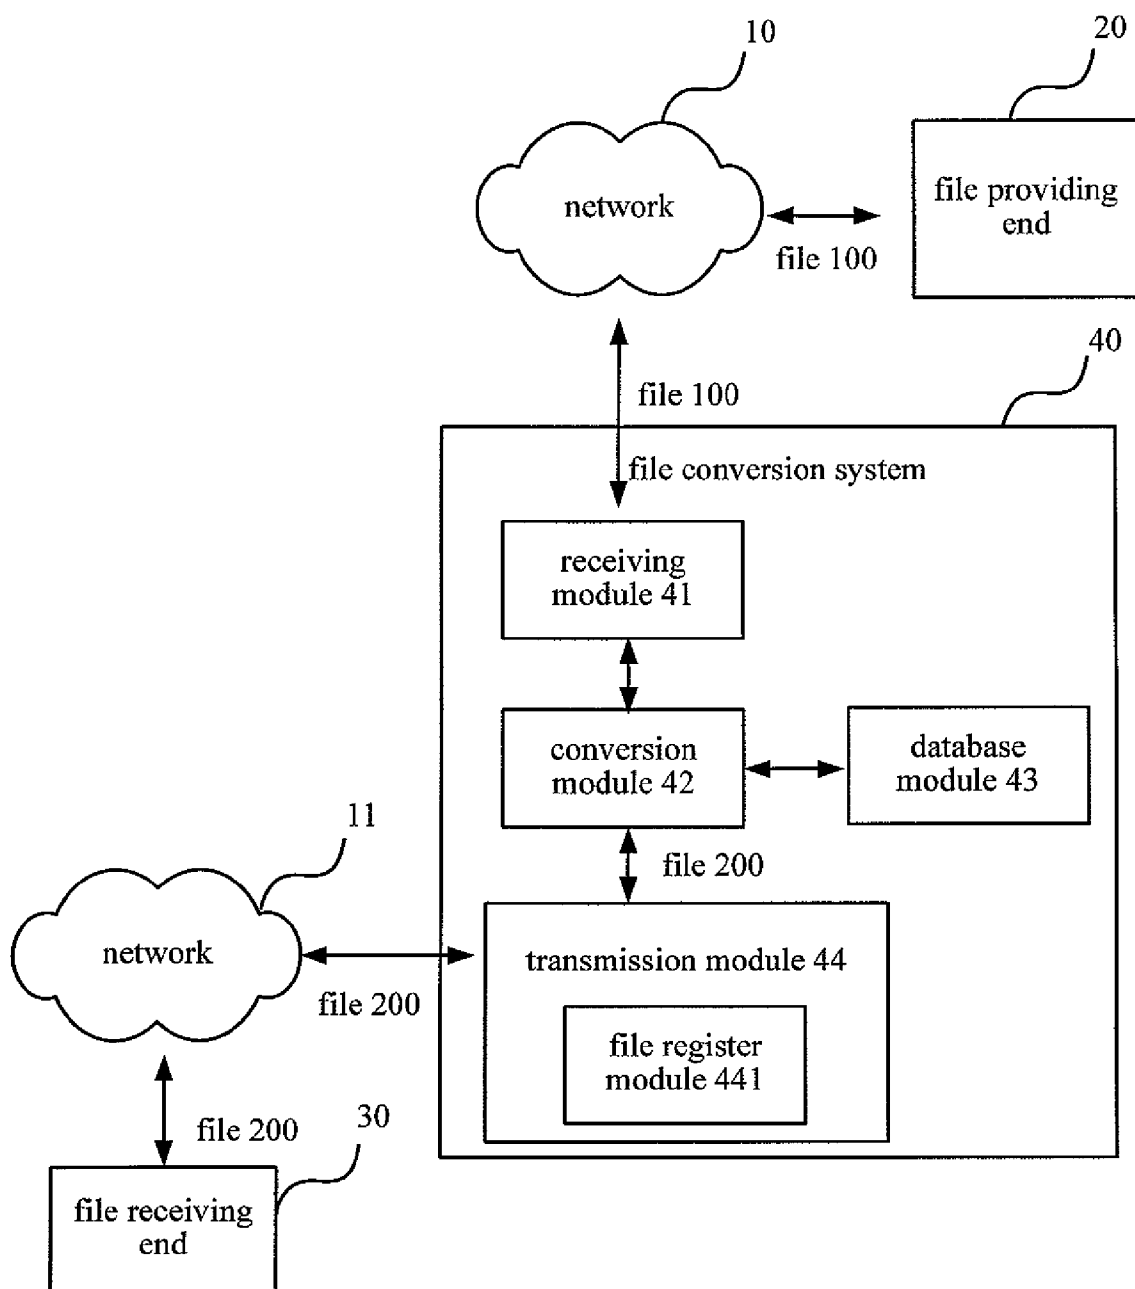 10
20
network
file providing
end
file 100
40
file 100
file conversion system
receiving
module 41
conversion
module 42
database
module 43
11
file 200
network
transmission module 44
file 200
file register
module 441
file 200
30
file receiving
end